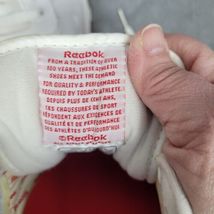 Reebok
FROM A TRADITION OF OVER
100 YEARS, THESE ATHLETIC
SHOES MEET THE DEMAND
FOR QUALITY & PERFORMANCE
REQUIRED BY TODAY'S ATHLETE.
DEPUIS PLUS DE CENT ANS,
CES CHAUSSURES DE SPORT
RÉPONDENT AUX EXIGENCES DE
QUALITÉ ET DE PERFORMANCE
DES ATHLÈTES D'AUJOURD'HUI
©REEBOK